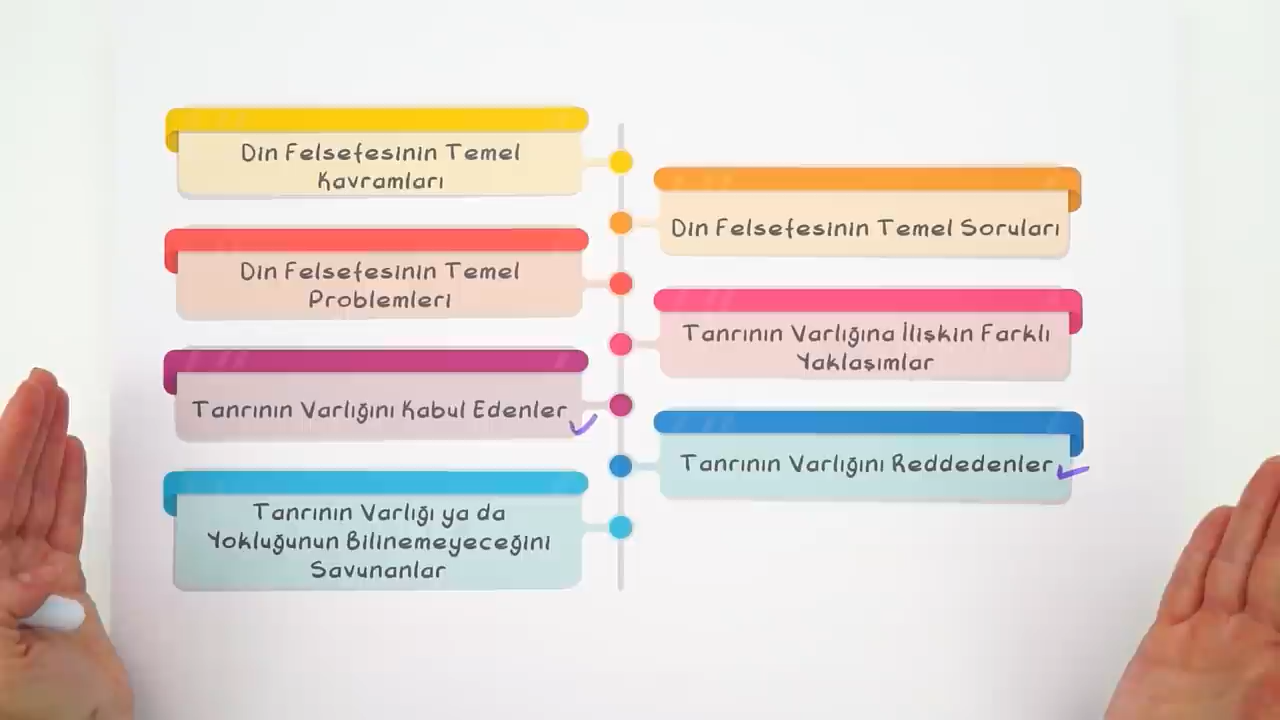 Din Felsefesinin Temel
Kavramları
Din Felsefesinin Temel Soruları
Din Felsefesinin Temel
Problemleri
Tanrının Varlığına İlişkin Farklı
Yaklaşımlar
Tanrının Varlığını Kabul Edenler
Tanrının Varlığını Reddedenler
Tanrının Varlığı ya da
Yokluğunun Bilinemeyeceğini
Savunanlar